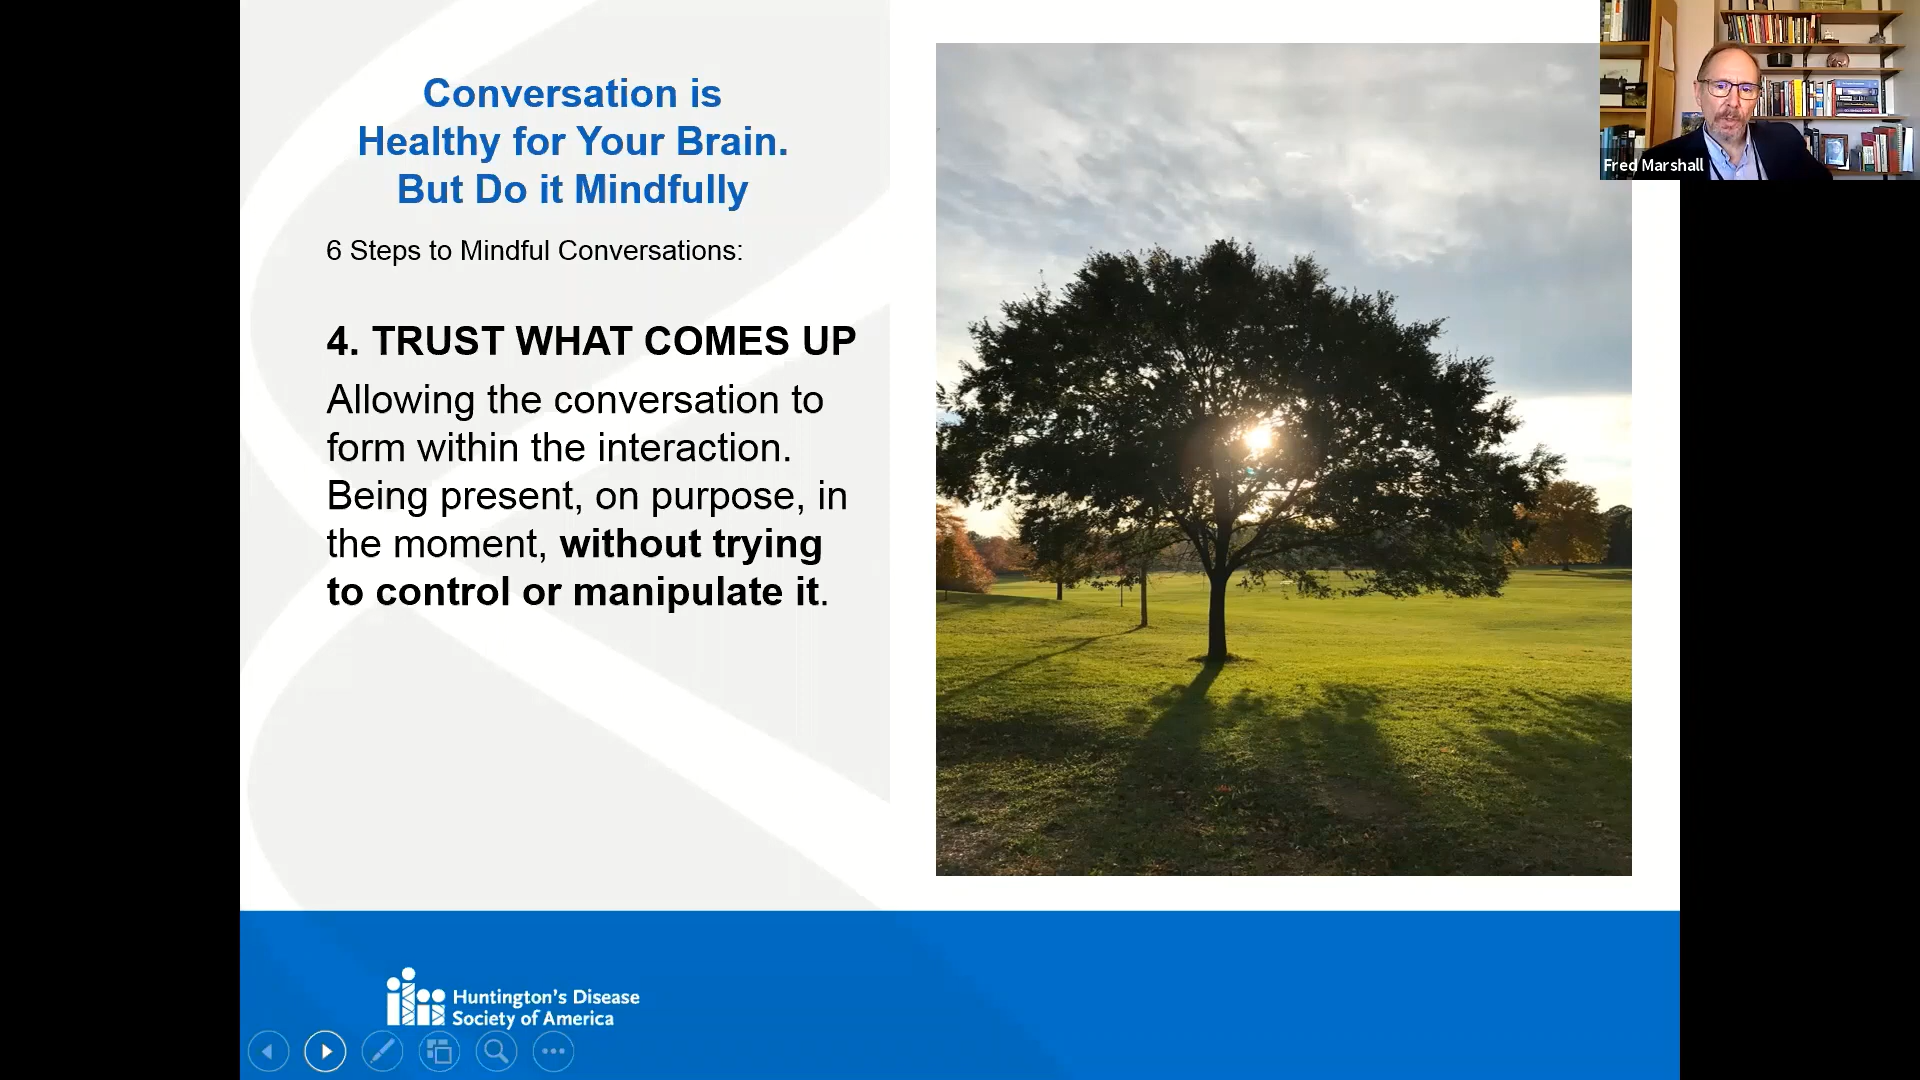 Conversation is
Healthy for Your Brain.
But Do it Mindfully
6 Steps to Mindful Conversations:
4. TRUST WHAT COMES UP
Allowing the conversation to
form within the interaction.
Being present, on purpose, in
the moment, without trying
to control or manipulate it.
Fred Marshall
Huntington's Disease
Society of America